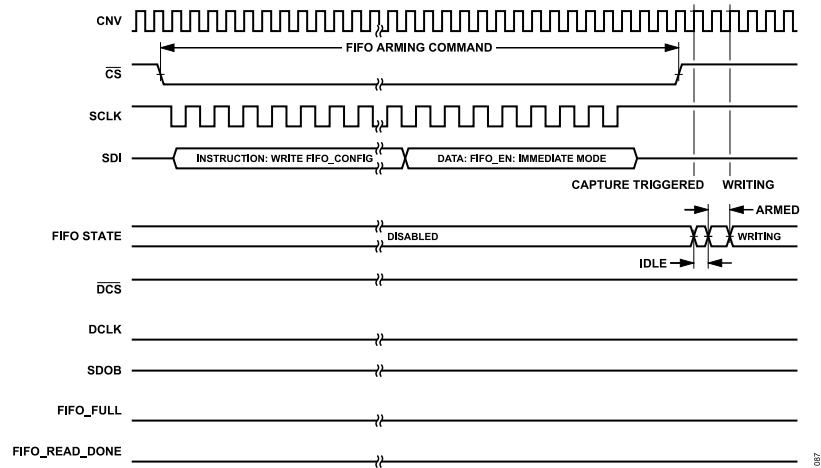 CNV
FIFO ARMING COMMAND
CS
SCLK
SDI
INSTRUCTION: WRITE FIFO_CONFIG
DATA: FIFO_EN: IMMEDIATE MODE
CAPTURE TRIGGERED
WRITING
ARMED
FIFO STATE
DISABLED
WRITING
IDLE
DCS
DCLK
SDOB
FIFO_FULL
FIFO_READ_DONE
087